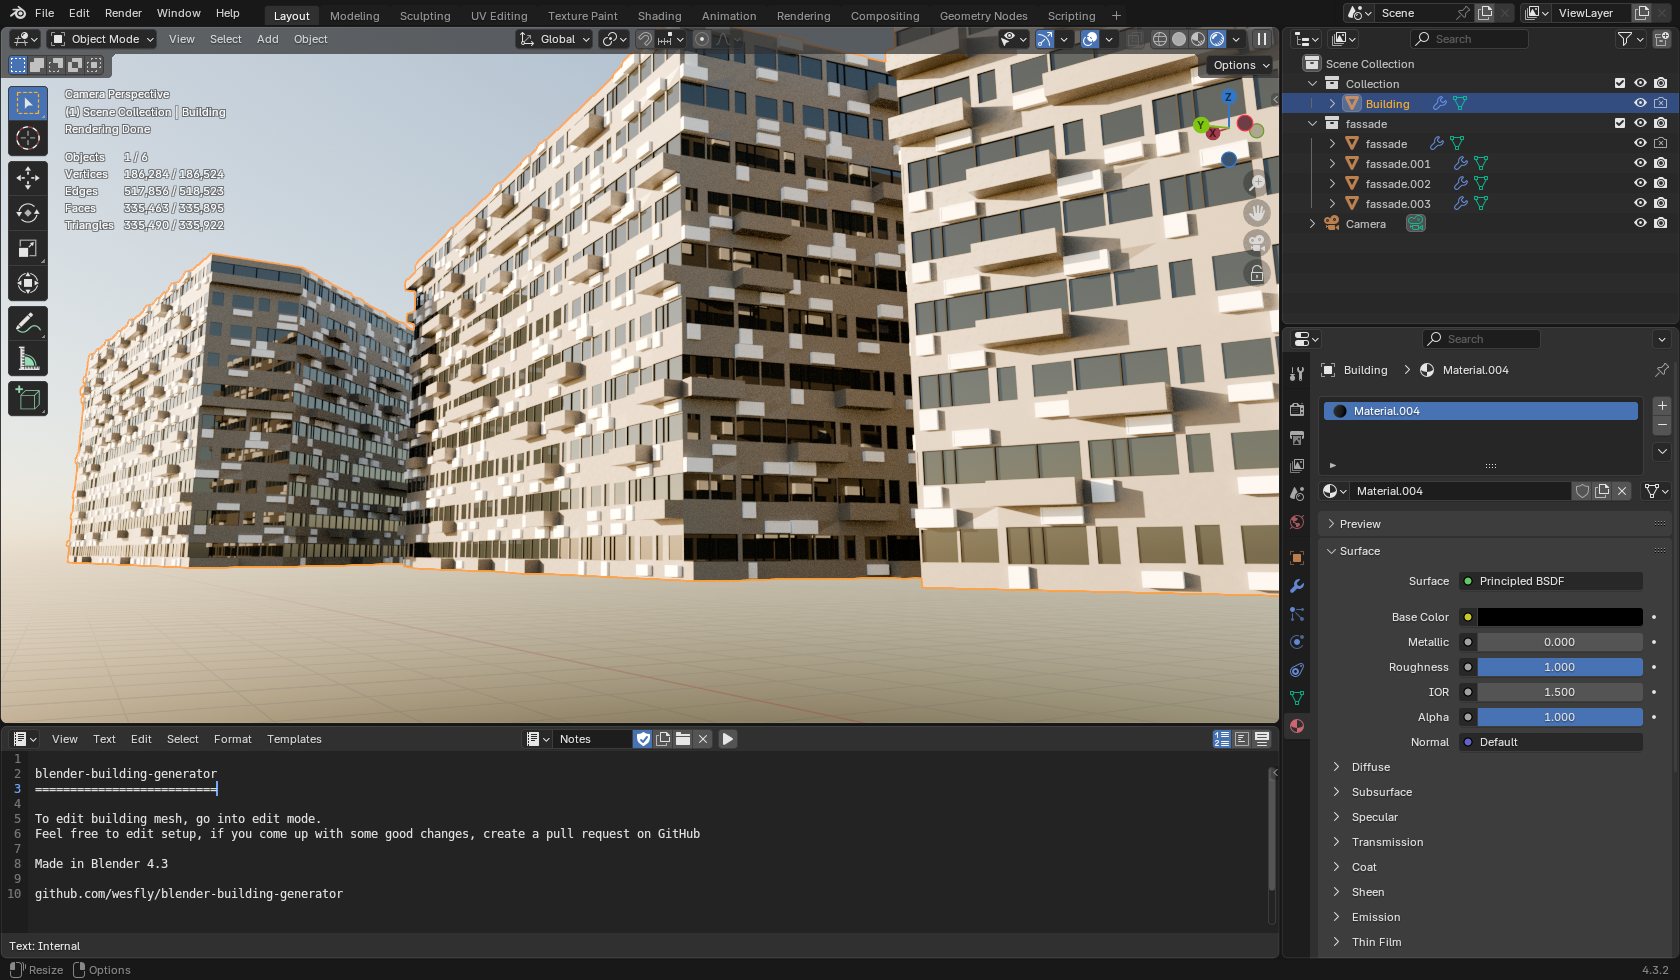 File Edit Render Window Help Layout Modeling Sculpting UV Editing Texture Paint Shading Animation Rendering Compositing Geometry Nodes Scripting + Scene ViewLayer
Object Mode View Select Add Object Global
Options
Camera Perspective
(1) Scene Collection | Building
Rendering Done
Objects 1 / 6
Vertices 186,284 / 186,524
Edges 517,856 / 518,523
Faces 335,463 / 335,895
Triangles 335,490 / 335,922
Z
Y
X
Search
Scene Collection
Collection
Building
fassade
fassade
fassade.001
fassade.002
fassade.003
Camera
Search
Building > Material.004
Material.004
Material.004
Preview
Surface
Surface Principled BSDF
Base Color
Metallic 0.000
Roughness 1.000
IOR 1.500
Alpha 1.000
Normal Default
Diffuse
Subsurface
Specular
Transmission
Coat
Sheen
Emission
Thin Film
View Text Edit Select Format Templates Notes
1
2 blender-building-generator
3 ==========================
4
5 To edit building mesh, go into edit mode.
6 Feel free to edit setup, if you come up with some good changes, create a pull request on GitHub
7
8 Made in Blender 4.3
9
10 github.com/wesfly/blender-building-generator
Text: Internal
Resize Options 4.3.2